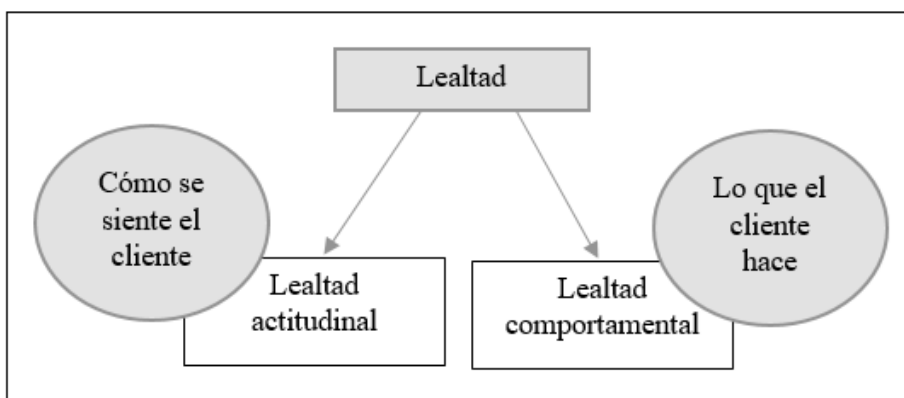 Lealtad
Cómo se
siente el
cliente
Lo que el
cliente
hace
Lealtad
actitudinal
Lealtad
comportamental